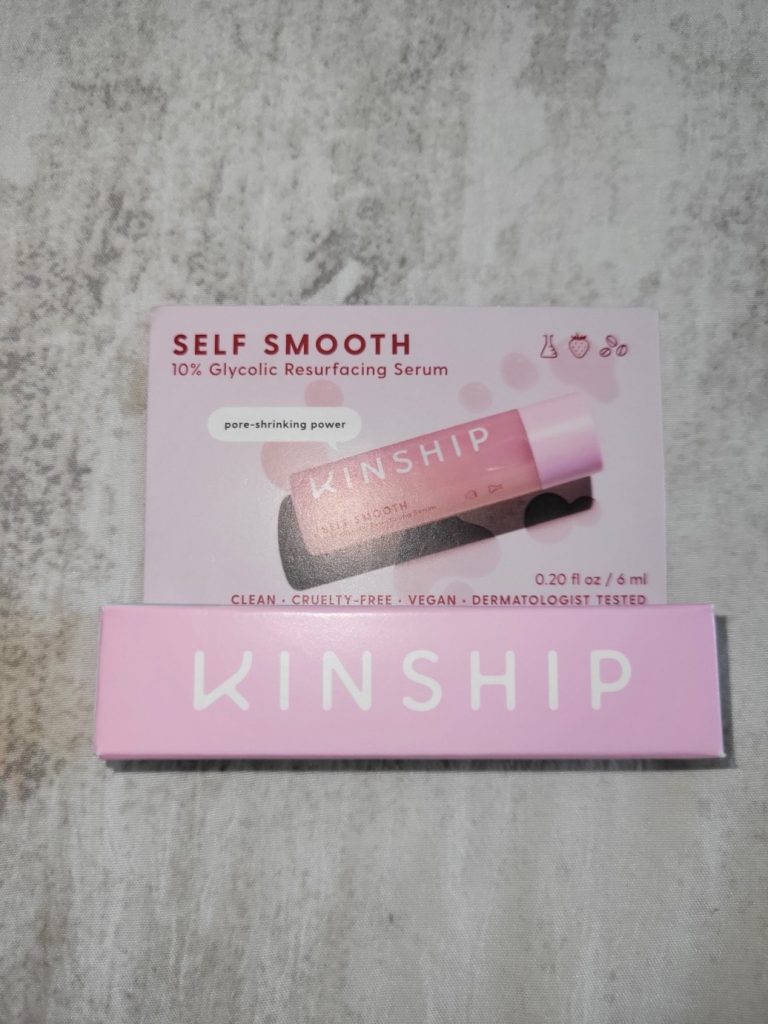 SELF SMOOTH
10% Glycolic Resurfacing Serum
pore-shrinking power
KINSHIP
SELF SMOOTH
0.20 fl oz / 6 ml
CLEAN · CRUELTY-FREE · VEGAN · DERMATOLOGIST TESTED
KINSHIP